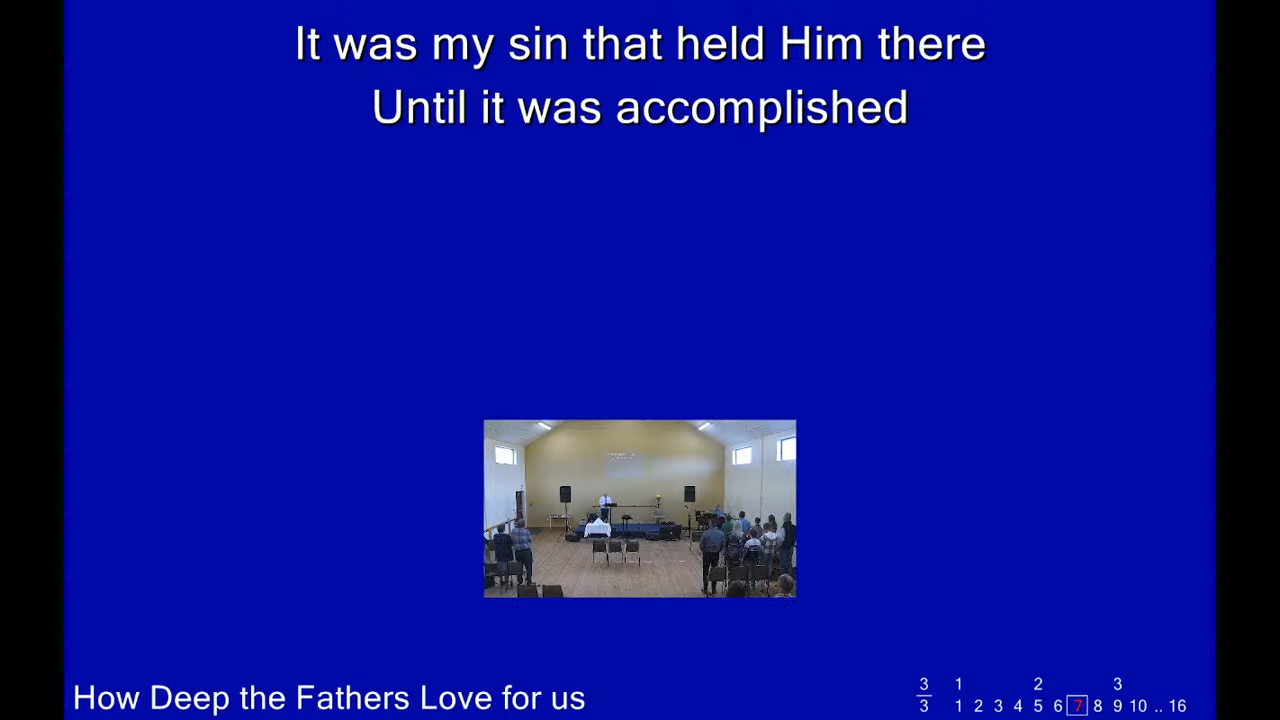 It was my sin that held Him there
Until it was accomplished
How Deep the Fathers Love for us
3 1 2 3
3 1 2 3 4 5 6 7 8 9 10 .. 16